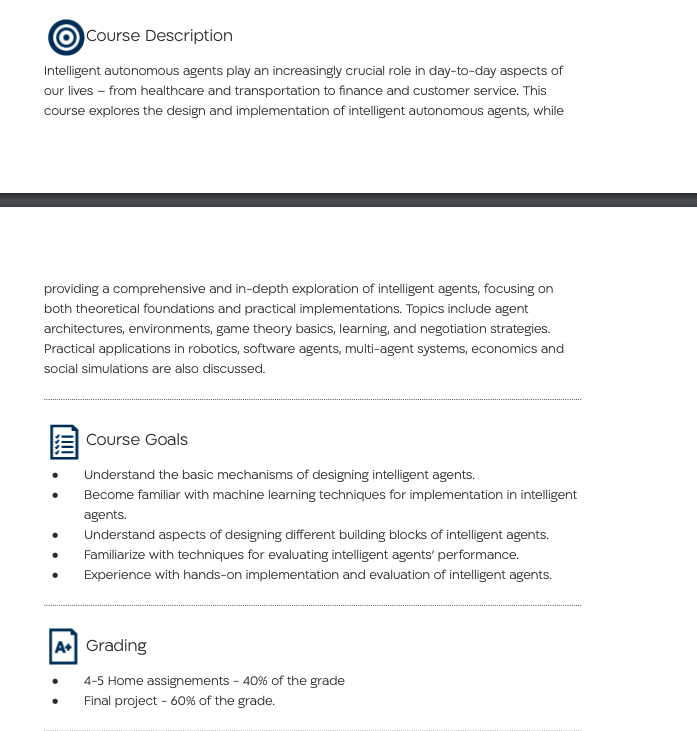 Course Description
Intelligent autonomous agents play an increasingly crucial role in day-to-day aspects of
our lives – from healthcare and transportation to finance and customer service. This
course explores the design and implementation of intelligent autonomous agents, while
providing a comprehensive and in-depth exploration of intelligent agents, focusing on
both theoretical foundations and practical implementations. Topics include agent
architectures, environments, game theory basics, learning, and negotiation strategies.
Practical applications in robotics, software agents, multi-agent systems, economics and
social simulations are also discussed.
Course Goals
● Understand the basic mechanisms of designing intelligent agents.
● Become familiar with machine learning techniques for implementation in intelligent
agents.
● Understand aspects of designing different building blocks of intelligent agents.
● Familiarize with techniques for evaluating intelligent agents' performance.
● Experience with hands-on implementation and evaluation of intelligent agents.
A+ Grading
● 4-5 Home assignements - 40% of the grade
● Final project - 60% of the grade.